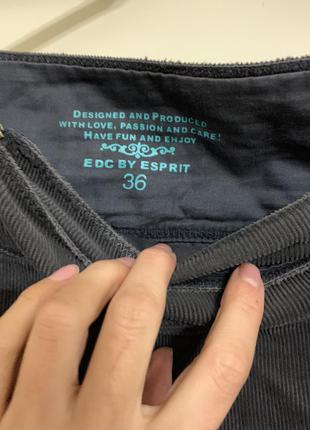 DESIGNED AND PRODUCED
WITH LOVE, PASSION AND CARE!
HAVE FUN AND ENJOY
EDC BY ESPRIT
36